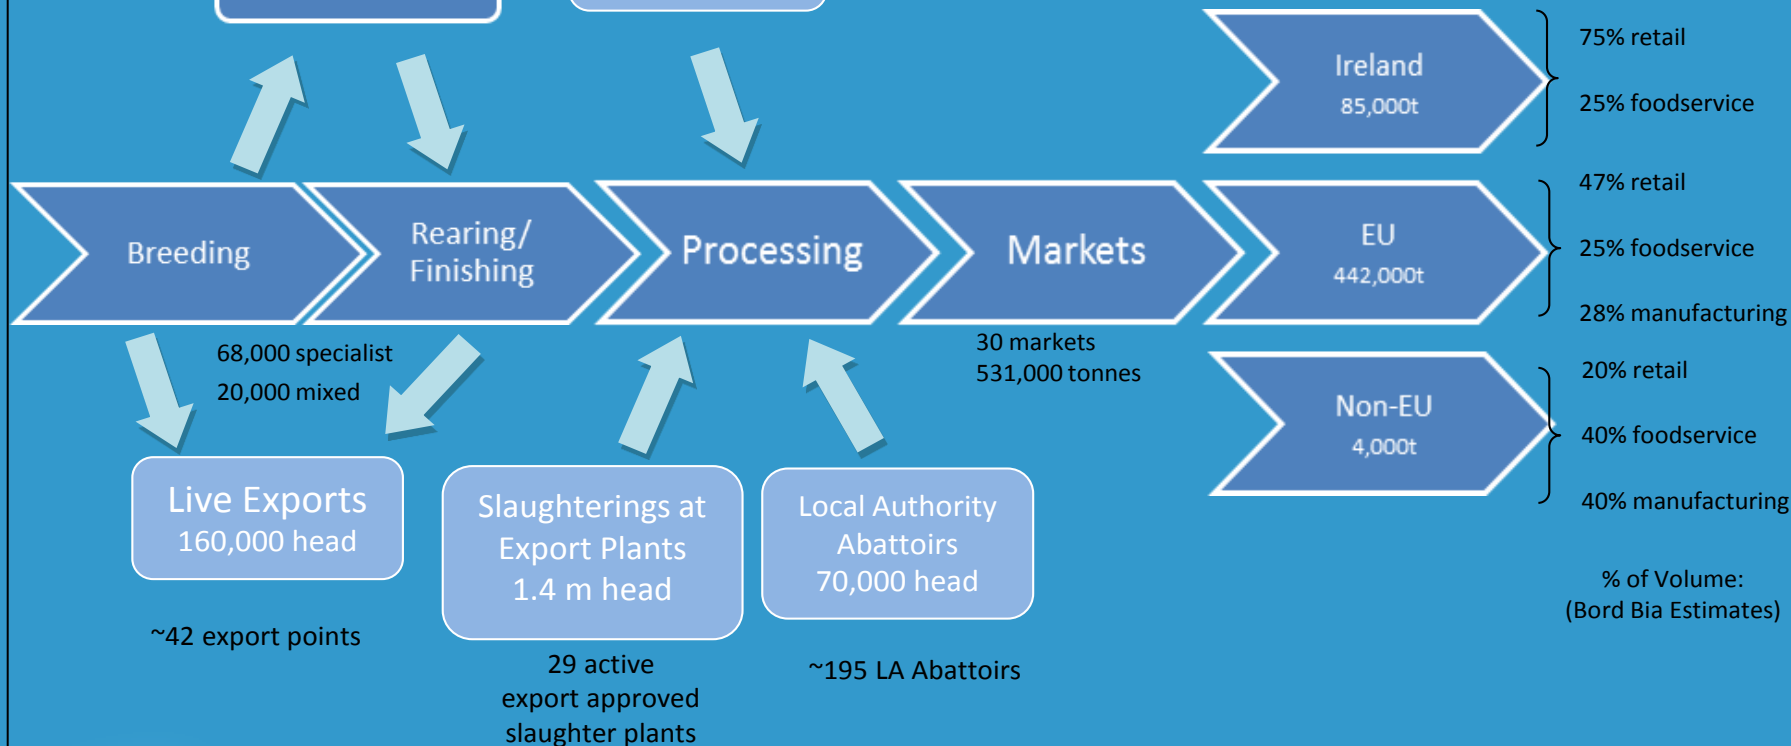 Ireland
85,000t
75% retail
25% foodservice
Breeding
Rearing/
Finishing
Processing
Markets
EU
442,000t
47% retail
25% foodservice
28% manufacturing
68,000 specialist
20,000 mixed
30 markets
531,000 tonnes
Non-EU
4,000t
20% retail
40% foodservice
40% manufacturing
Live Exports
160,000 head
~42 export points
Slaughterings at
Export Plants
1.4 m head
29 active
export approved
slaughter plants
Local Authority
Abattoirs
70,000 head
~195 LA Abattoirs
% of Volume:
(Bord Bia Estimates)